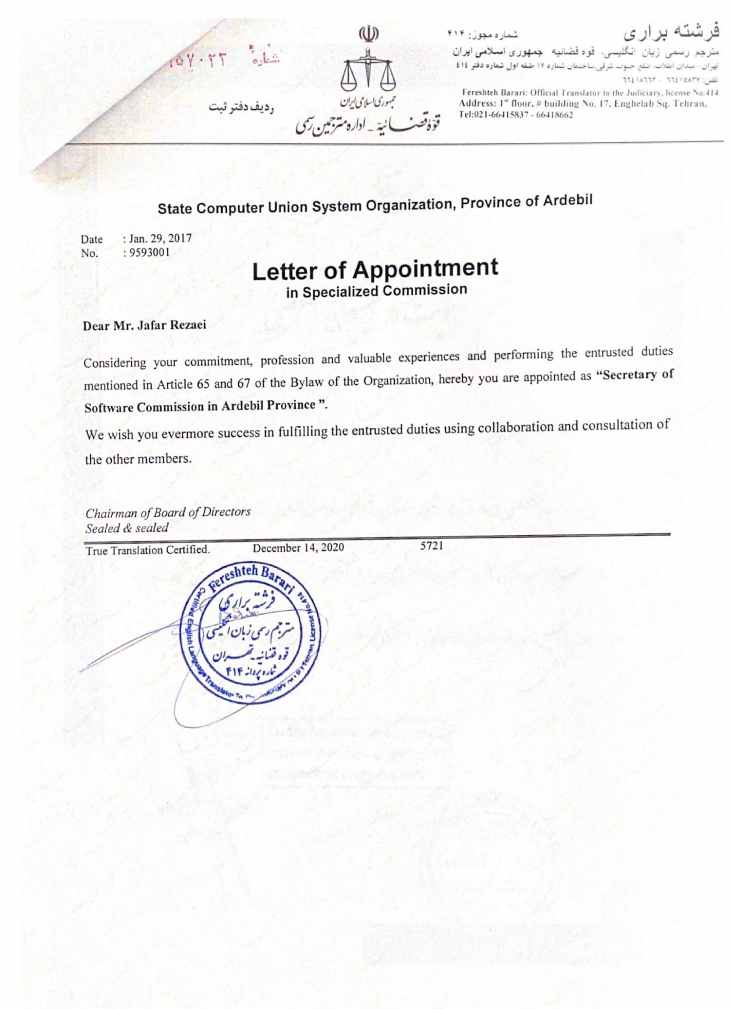 فرشته براری
شماره مجوز: ۴۱۴
مترجم رسمی زبان انگلیسی، قوه قضائیه جمهوری اسلامی ایران
تهران - میدان انقلاب، ضلع جنوب شرقی، ساختمان شماره ۱۷ طبقه اول شماره دفتر ٤١٤
تلفن: ٦٦٤١٥٨٣٧ - ٦٦٤١٨٦٦٢
Fereshteh Barari: Official Translator to the Judiciary, license No:414
Address: 1st floor, # building No. 17, Enghelab Sq. Tehran,
Tel:021-66415837 - 66418662
جمهوری اسلامی ایران
قوّه قضــائیّه - اداره مترجمین رسمی
شماره
ردیف دفتر ثبت
State Computer Union System Organization, Province of Ardebil
Date : Jan. 29, 2017
No. : 9593001
Letter of Appointment
in Specialized Commission
Dear Mr. Jafar Rezaei
Considering your commitment, profession and valuable experiences and performing the entrusted duties
mentioned in Article 65 and 67 of the Bylaw of the Organization, hereby you are appointed as “Secretary of
Software Commission in Ardebil Province ”.
We wish you evermore success in fulfilling the entrusted duties using collaboration and consultation of
the other members.
Chairman of Board of Directors
Sealed & sealed
True Translation Certified. December 14, 2020 5721
Fereshteh Barari
Certified English Language Translator To
فرشته براری
مترجم رسمی زبان انگلیسی
قوه قضائیه - تهــران
شماره پروانه ۴۱۴